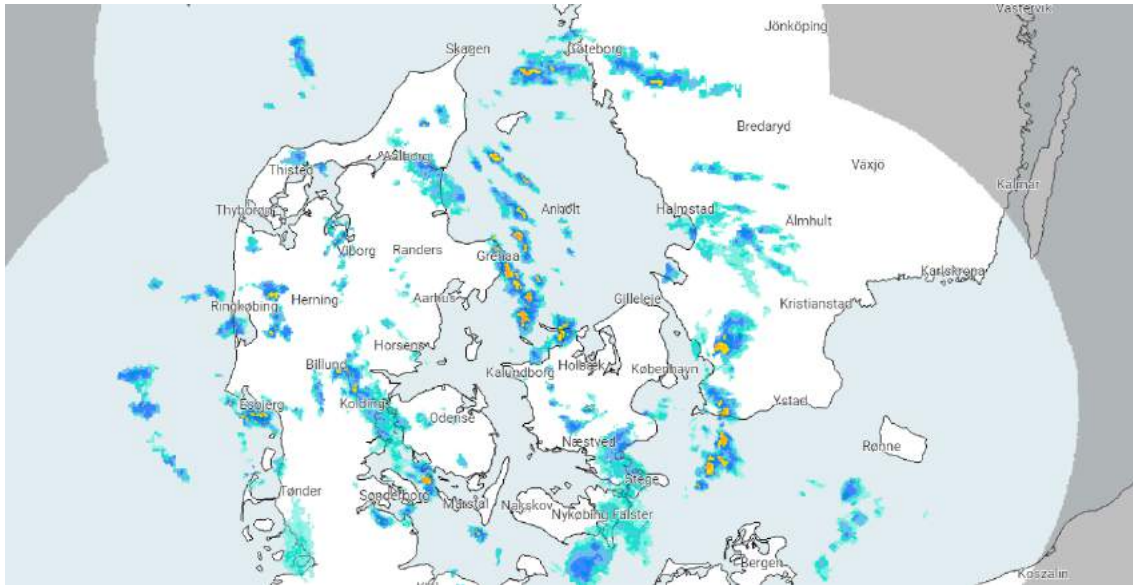 Västervik
Jönköping
Skagen
Göteborg
Bredaryd
Aalborg
Växjö
Thisted
Kalmar
Thyborøn
Anholt
Halmstad
Älmhult
Viborg
Randers
Grenaa
Karlskrona
Ringkøbing
Herning
Aarhus
Gilleleje
Kristianstad
Horsens
Billund
Kalundborg
Holbæk
København
Esbjerg
Kolding
Odense
Ystad
Næstved
Rønne
Stege
Tønder
Sønderborg
Marstal
Nakskov
Nykøbing Falster
Bergen
Koszalin